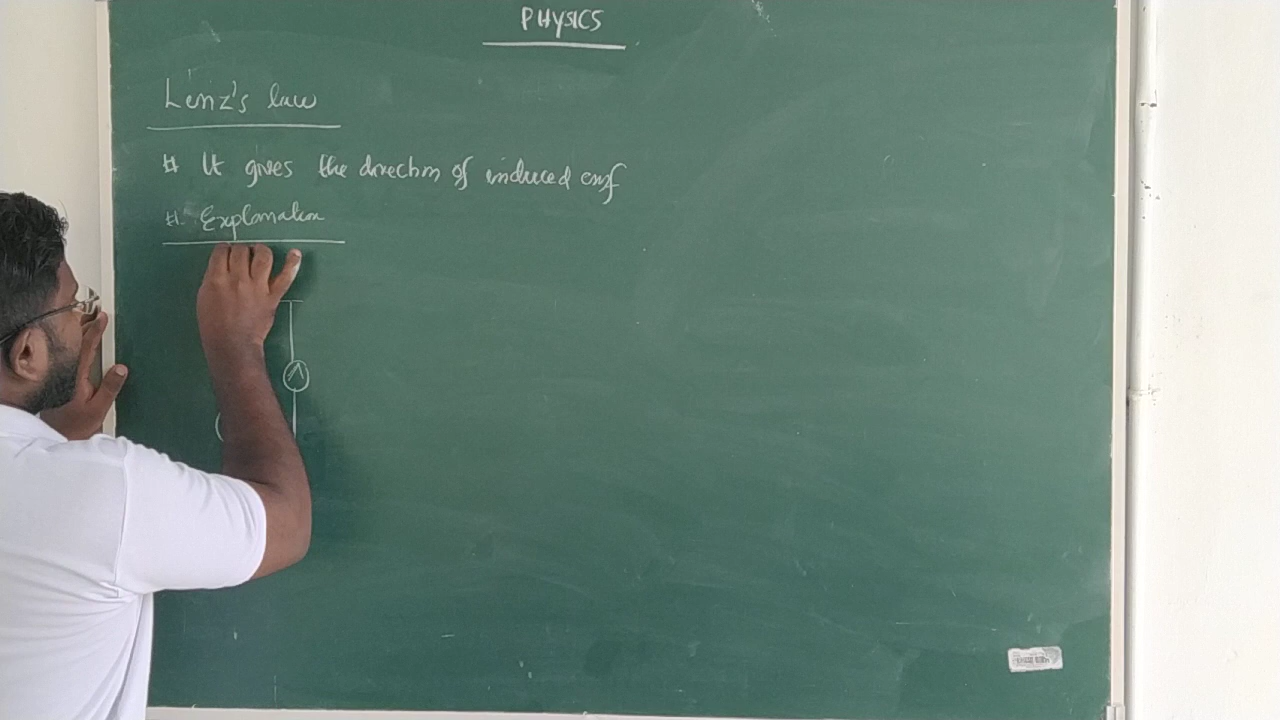 PHYSICS
Lenz's law
# It gives the direction of induced emf
# Explanation
A